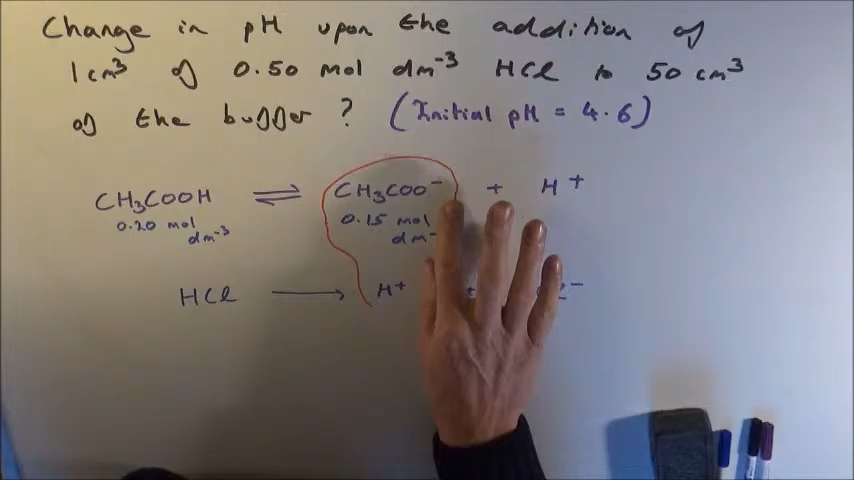 Change in pH upon the addition of
1cm³ of 0.50 mol dm⁻³ HCl to 50 cm³
of the buffer ? (Initial pH = 4.6)
CH₃COOH ⇌ CH₃COO⁻ + H⁺
0.20 mol dm⁻³ 0.15 mol dm⁻
HCl → H⁺ +